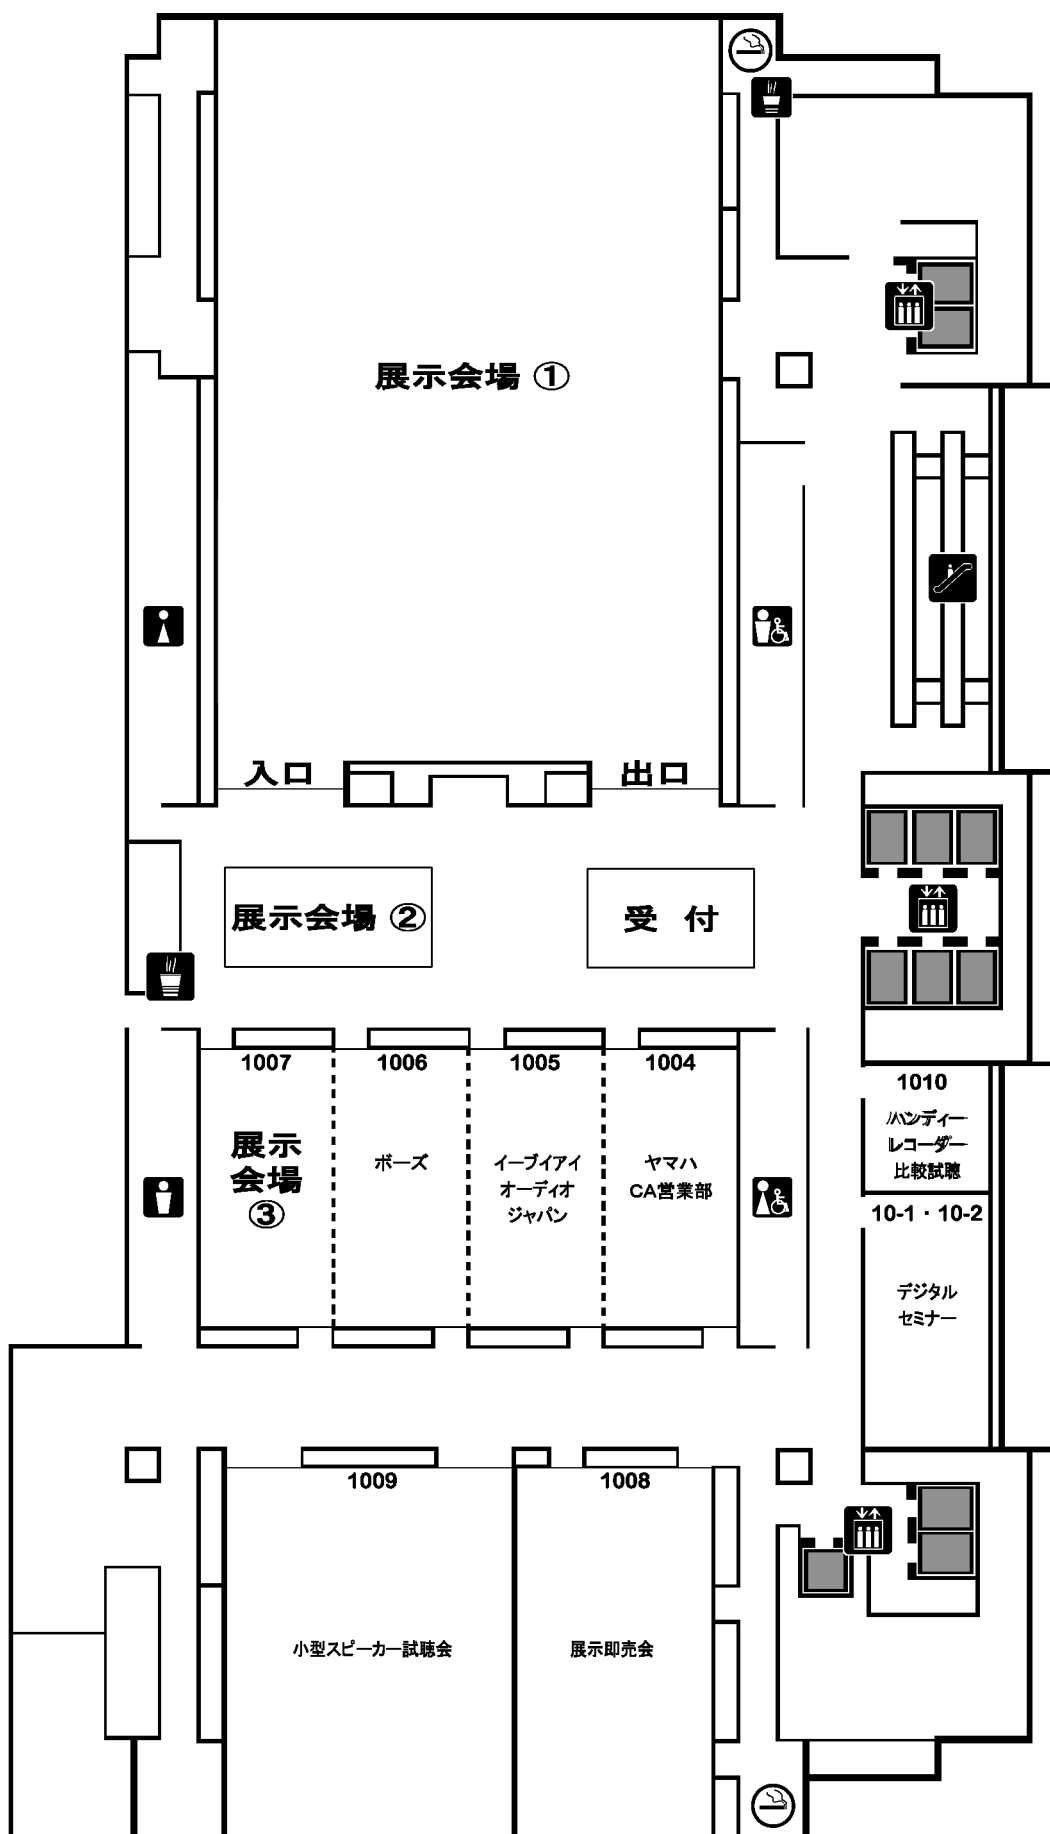 展示会場 ①
入口
出口
展示会場 ②
受 付
1007
1006
1005
1004
展示
会場
③
ボーズ
イーブイアイ
オーディオ
ジャパン
ヤマハ
CA営業部
1010
ハンディー
レコーダー
比較試聴
10-1・10-2
デジタル
セミナー
1009
1008
小型スピーカー試聴会
展示即売会